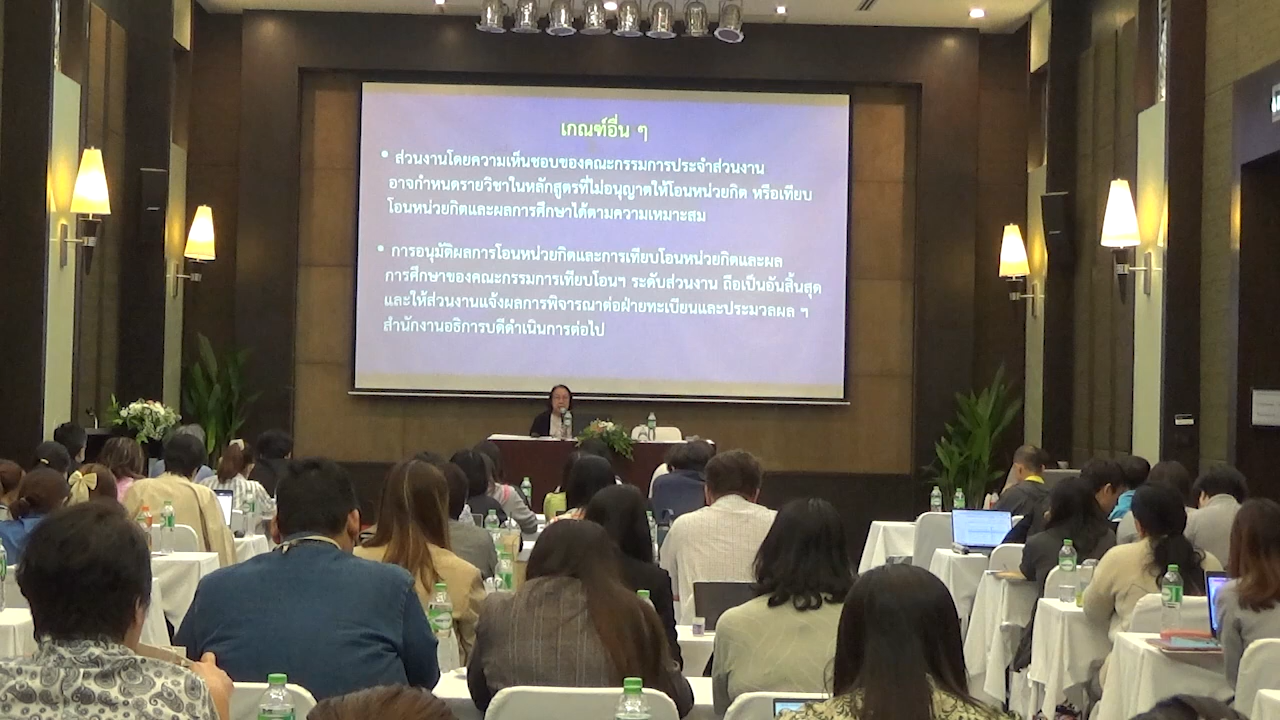 เกณฑ์อื่น ๆ
• ส่วนงานโดยความเห็นชอบของคณะกรรมการประจำส่วนงาน
อาจกำหนดรายวิชาในหลักสูตรที่ไม่อนุญาตให้โอนหน่วยกิต หรือเทียบ
โอนหน่วยกิตและผลการศึกษาได้ตามความเหมาะสม
• การอนุมัติผลการโอนหน่วยกิตและการเทียบโอนหน่วยกิตและผล
การศึกษาของคณะกรรมการเทียบโอนฯ ระดับส่วนงาน ถือเป็นอันสิ้นสุด
และให้ส่วนงานแจ้งผลการพิจารณาต่อฝ่ายทะเบียนและประมวลผล ฯ
สำนักงานอธิการบดีดำเนินการต่อไป